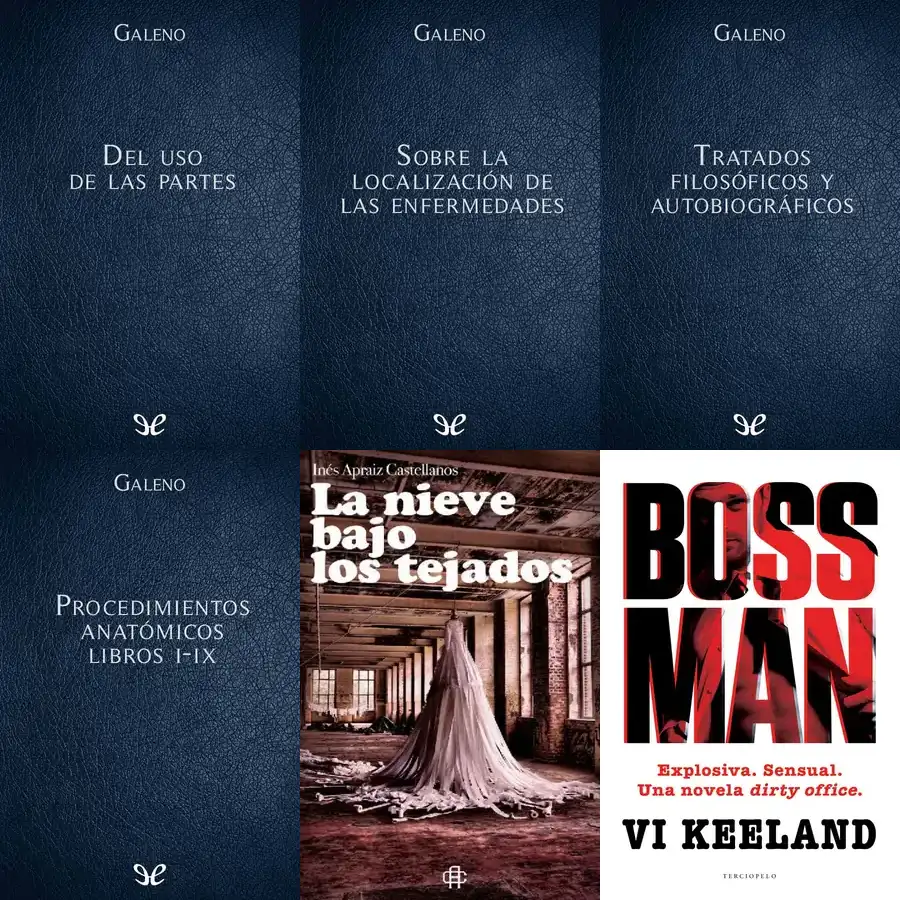 Galeno
Del uso
de las partes
Galeno
Sobre la
localización de
las enfermedades
Galeno
Tratados
filosóficos y
autobiográficos
Galeno
Procedimientos
anatómicos
libros I-IX
Inés Apraiz Castellanos
La nieve
bajo
los tejados
BOSS
MAN
Explosiva. Sensual.
Una novela dirty office.
VI KEELAND
TERCIOPELO